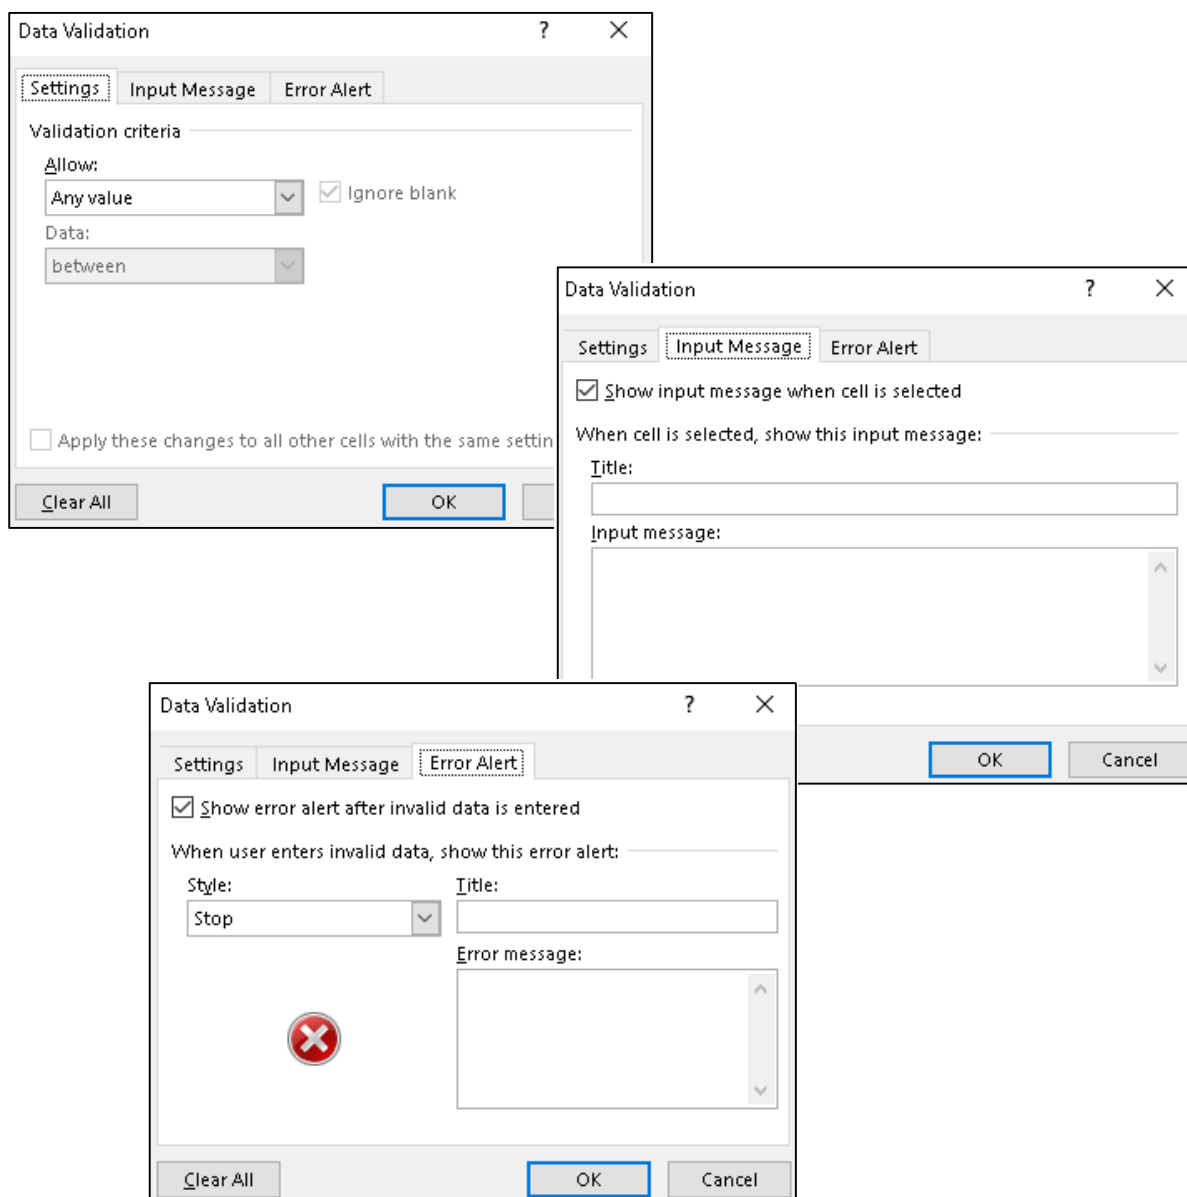 Data Validation ?
Settings Input Message Error Alert
Validation criteria
Allow:
Any value Ignore blank
Data:
between
Apply these changes to all other cells with the same settin
Clear All OK
Data Validation ?
Settings Input Message Error Alert
Show input message when cell is selected
When cell is selected, show this input message:
Title:
Input message:
OK Cancel
Data Validation ?
Settings Input Message Error Alert
Show error alert after invalid data is entered
When user enters invalid data, show this error alert:
Style: Title:
Stop
Error message:
Clear All OK Cancel